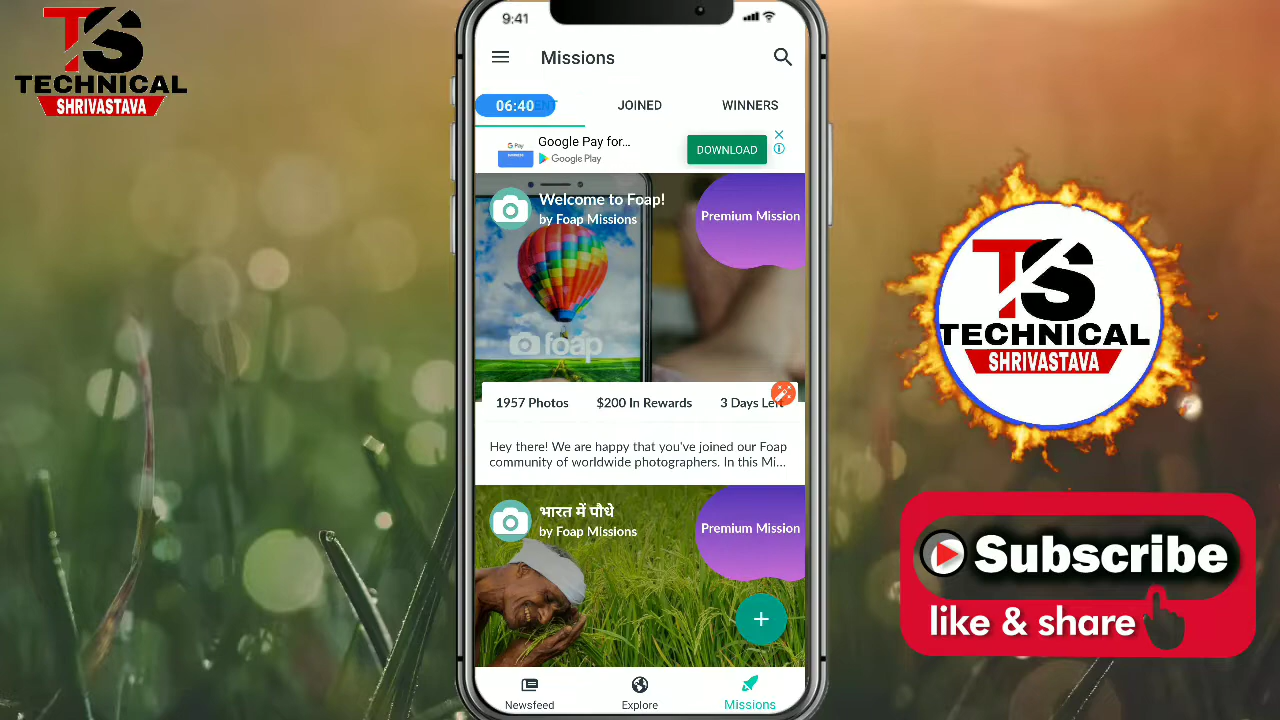 TS
TECHNICAL
SHRIVASTAVA
9:41
Missions
06:40
JOINED
WINNERS
Google Pay for...
Google Play
DOWNLOAD
Welcome to Foap!
by Foap Missions
Premium Mission
foap
1957 Photos
$200 In Rewards
3 Days Left
Hey there! We are happy that you've joined our Foap
community of worldwide photographers. In this Mi...
भारत में पौधे
by Foap Missions
Premium Mission
Newsfeed
Explore
Missions
TS
TECHNICAL
SHRIVASTAVA
Subscribe
like & share